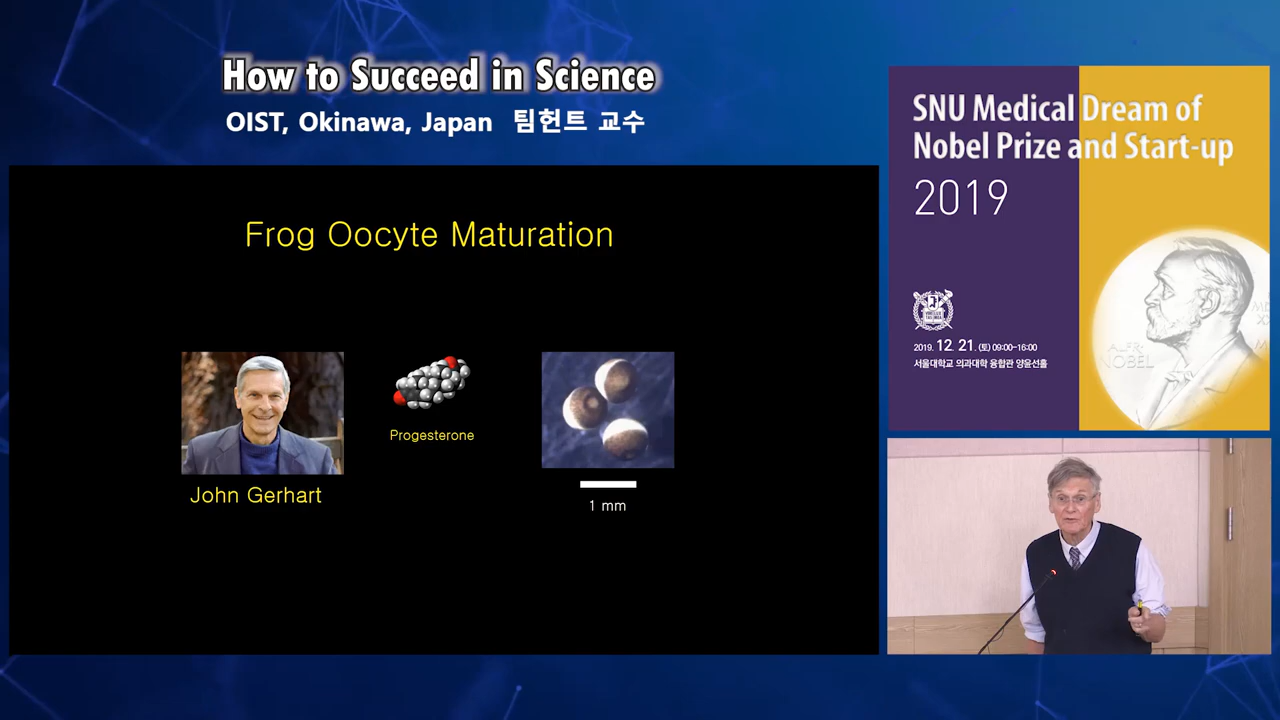 How to Succeed in Science
OIST, Okinawa, Japan 팀헌트 교수
Frog Oocyte Maturation
Progesterone
John Gerhart
1 mm
SNU Medical Dream of
Nobel Prize and Start-up
2019
2019. 12. 21. (토) 09:00-16:00
서울대학교 의과대학 융합관 양윤선홀
ALFR.
NOBEL